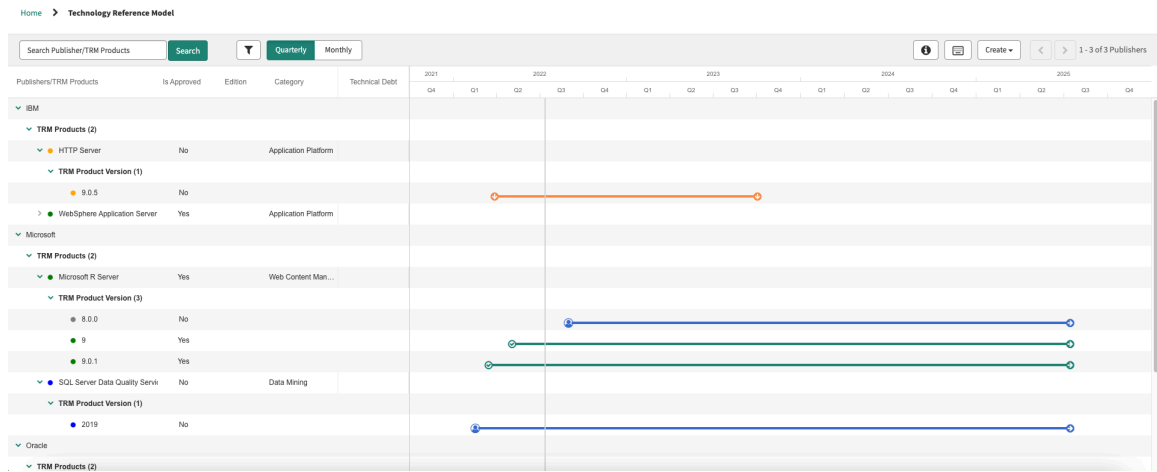 Home > Technology Reference Model
Search Publisher/TRM Products Search Quarterly Monthly Create 1 - 3 of 3 Publishers
Publishers/TRM Products Is Approved Edition Category Technical Debt
2021 2022 2023 2024 2025
Q4 Q1 Q2 Q3 Q4 Q1 Q2 Q3 Q4 Q1 Q2 Q3 Q4 Q1 Q2 Q3 Q4
IBM
TRM Products (2)
HTTP Server No Application Platform
TRM Product Version (1)
9.0.5 No
WebSphere Application Server Yes Application Platform
Microsoft
TRM Products (2)
Microsoft R Server Yes Web Content Man...
TRM Product Version (3)
8.0.0 No
9 Yes
9.0.1 Yes
SQL Server Data Quality Servic No Data Mining
TRM Product Version (1)
2019 No
Oracle
TRM Products (2)